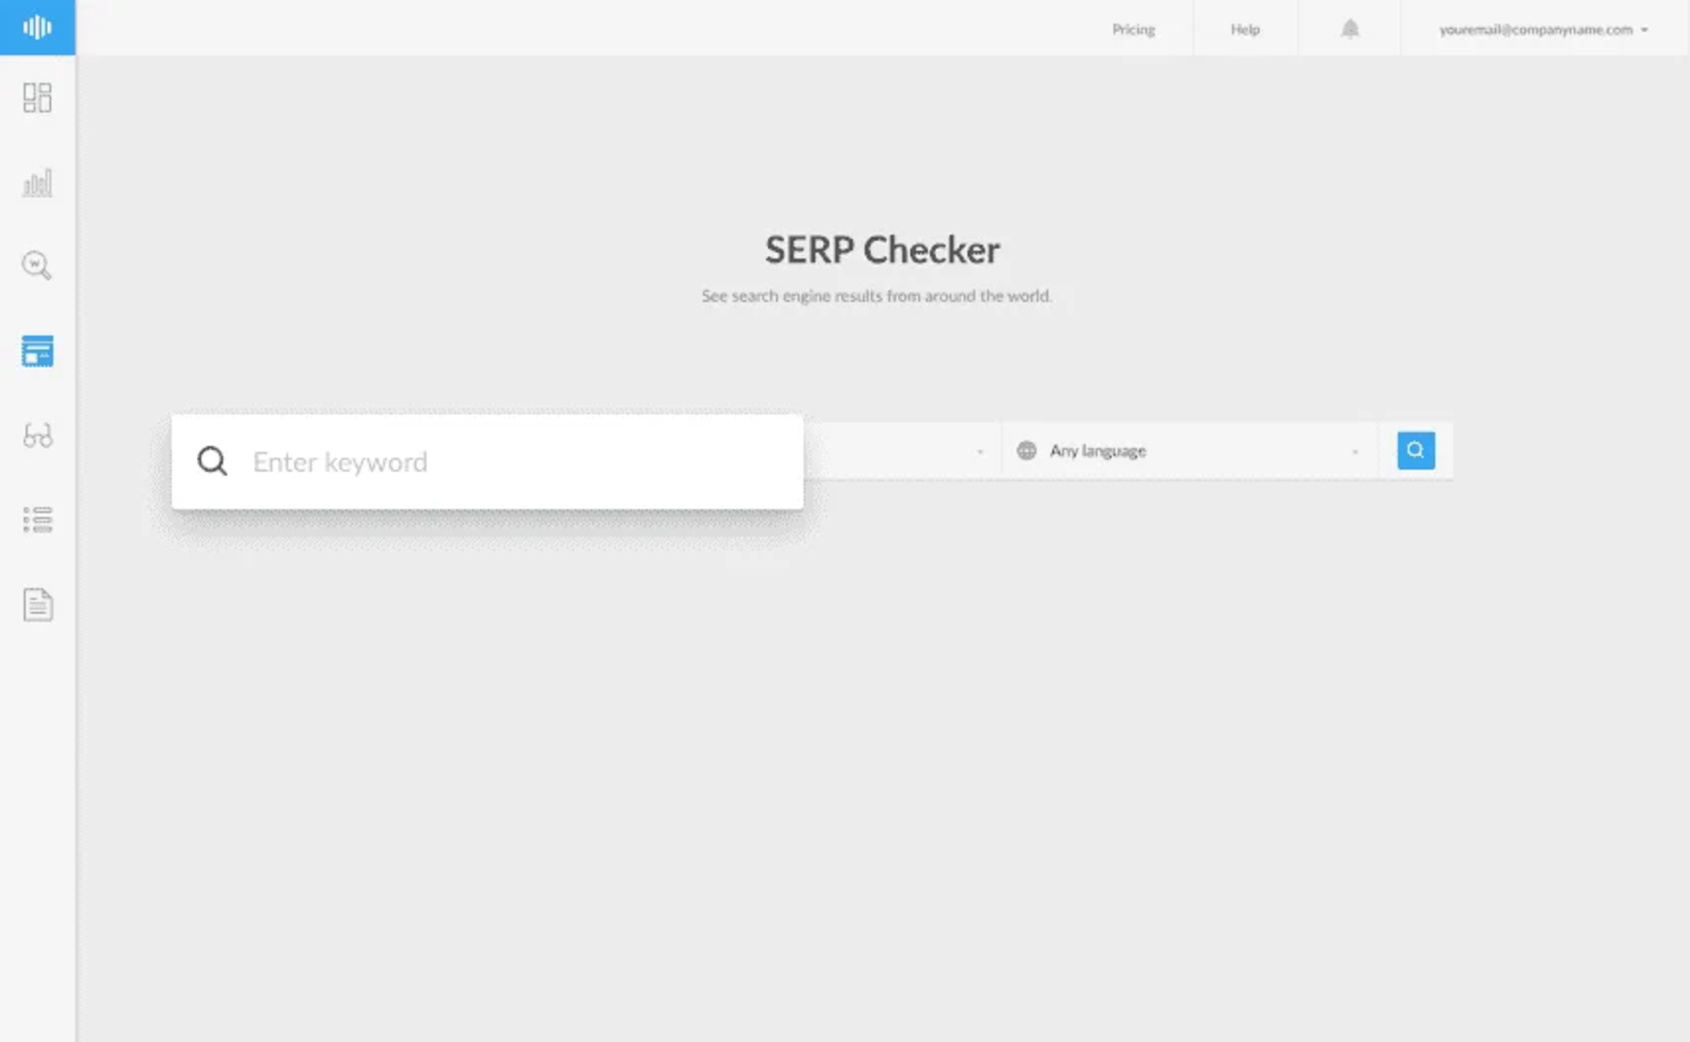 Pricing
Help
youremail@companyname.com
SERP Checker
See search engine results from around the world.
Enter keyword
Any language